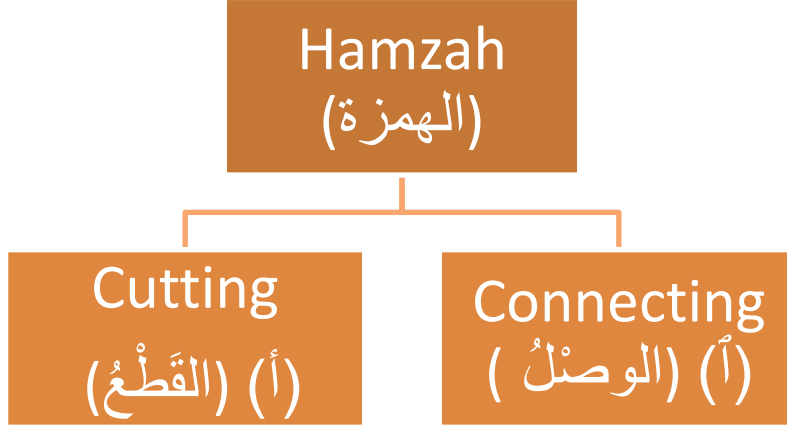 Hamzah
(الهمزة)
Cutting
(أ) (القَطْعُ)
Connecting
(ٱ) (الوصْلُ )